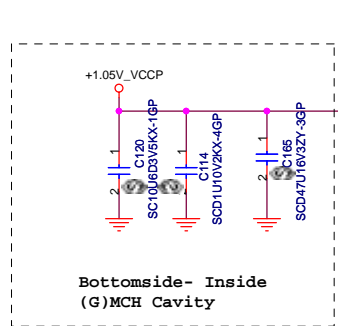 +1.05V_VCCP
1
2
C120
SC10U6D3V5KX-1GP
1
C114
SCD1U10V2KX-4GP
1
2
C165
SCD47U16V3ZY-3GP
Bottomside- Inside
(G)MCH Cavity